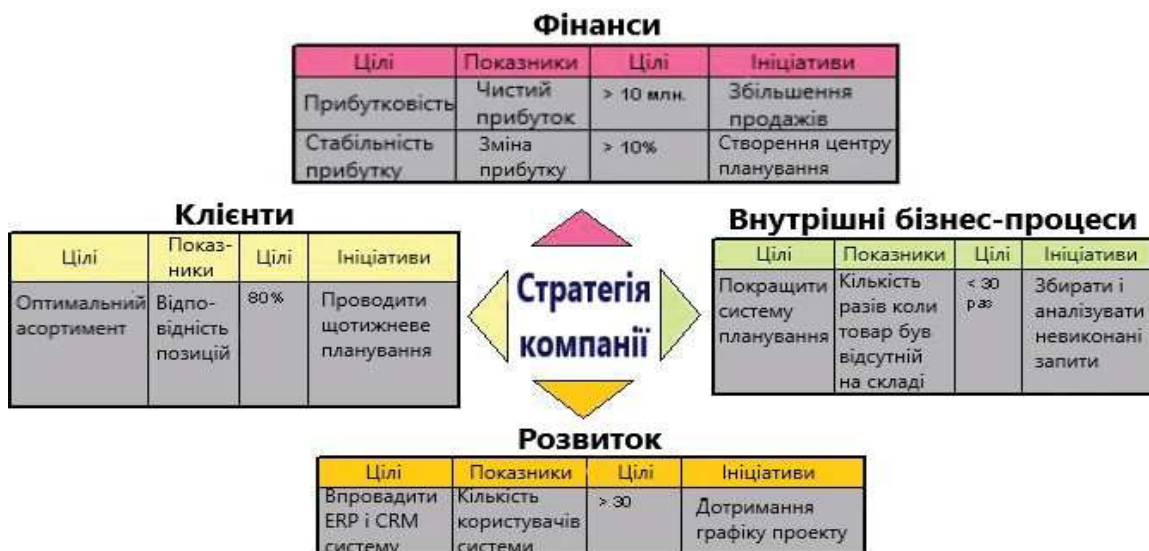 Фінанси
Цілі Показники Цілі Ініціативи
Прибутковість Чистий прибуток > 10 млн. Збільшення продажів
Стабільність прибутку Зміна прибутку > 10% Створення центру планування
Клієнти
Цілі Показ-ники Цілі Ініціативи
Оптимальний асортимент Відпо-відність позицій 80% Проводити щотижневе планування
Стратегія
компанії
Внутрішні бізнес-процеси
Цілі Показники Цілі Ініціативи
Покращити систему планування Кількість разів коли товар був відсутній на складі < 30 раз Збирати і аналізувати невиконані запити
Розвиток
Цілі Показники Цілі Ініціативи
Впровадити ERP і CRM систему Кількість користувачів системи > 30 Дотримання графіку проекту